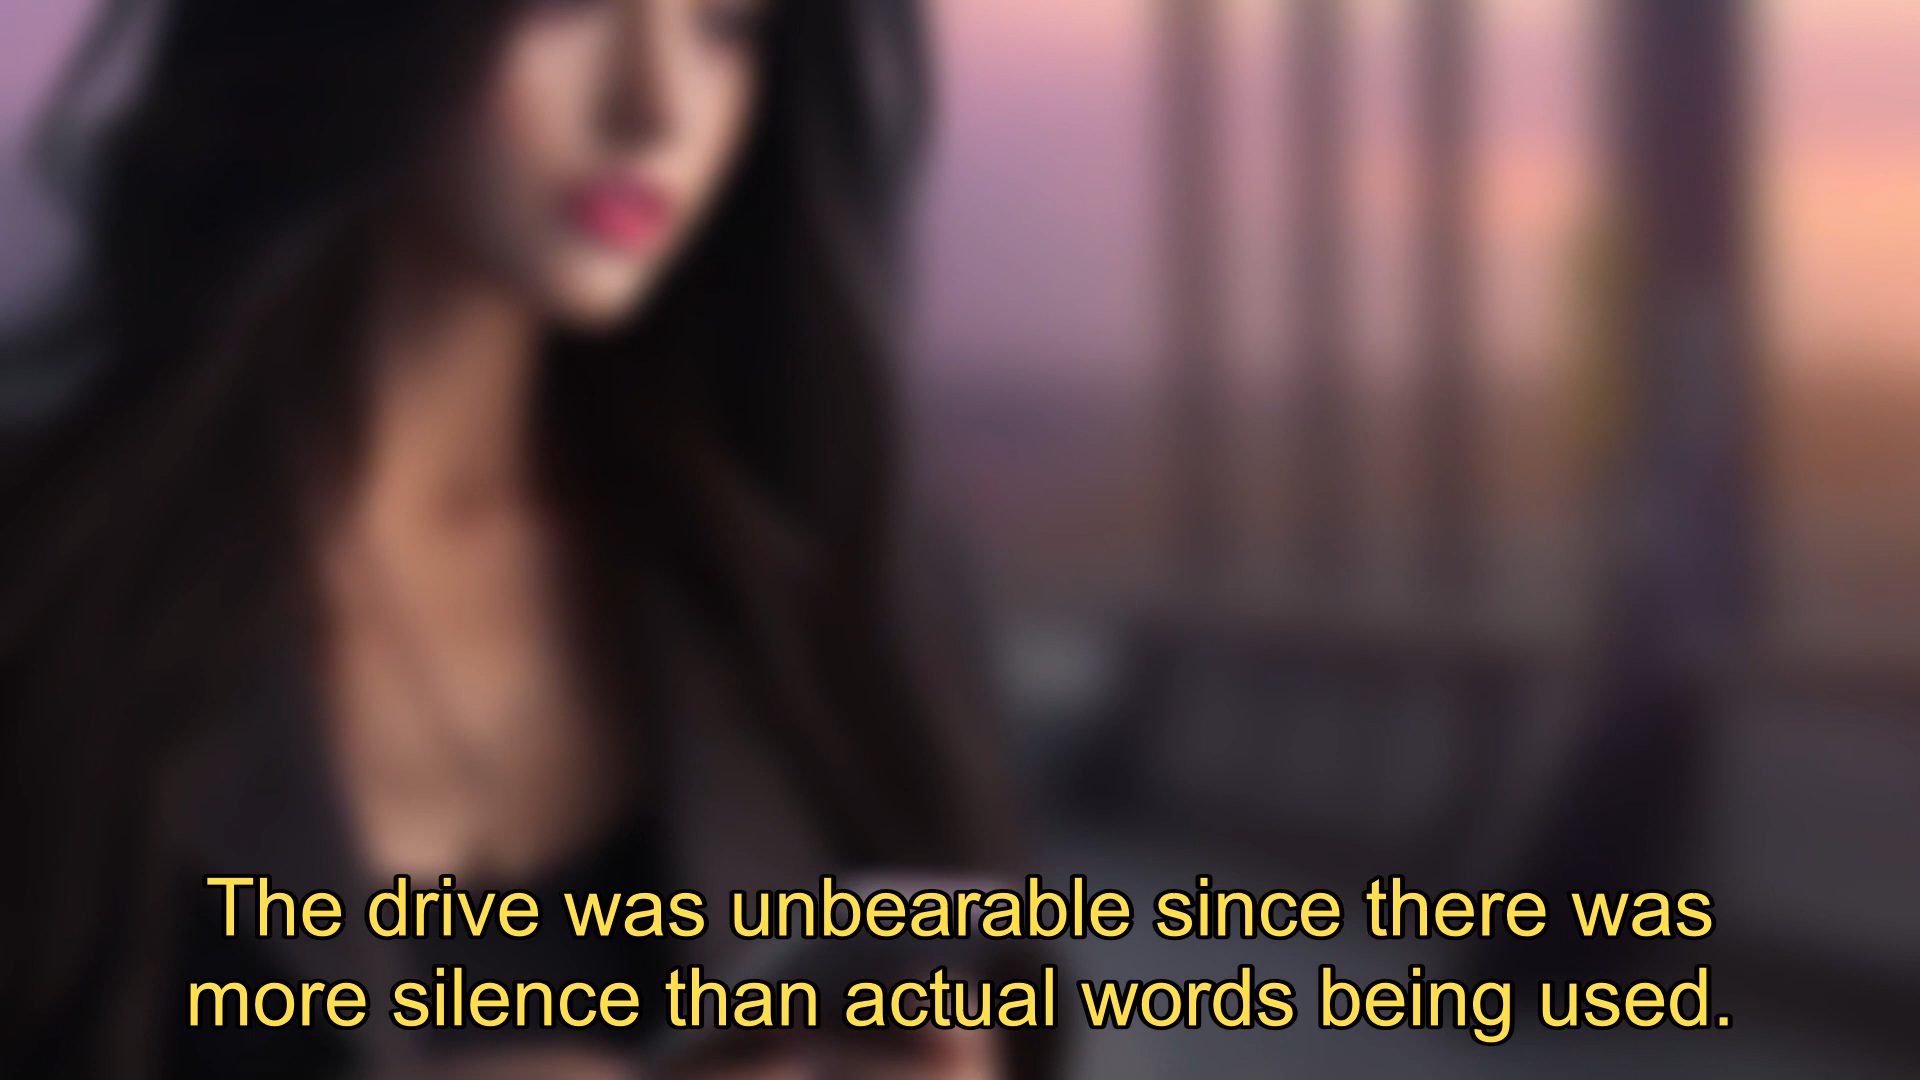 The drive was unbearable since there was
more silence than actual words being used.